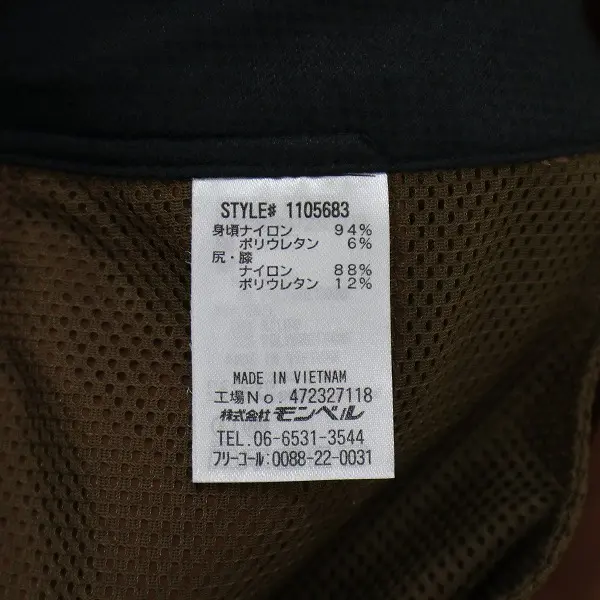 STYLE# 1105683
身頃ナイロン 94%
ポリウレタン 6%
尻・膝
ナイロン 88%
ポリウレタン 12%
MADE IN VIETNAM
工場No. 472327118
株式会社モンベル
TEL.06-6531-3544
フリーコール:0088-22-0031